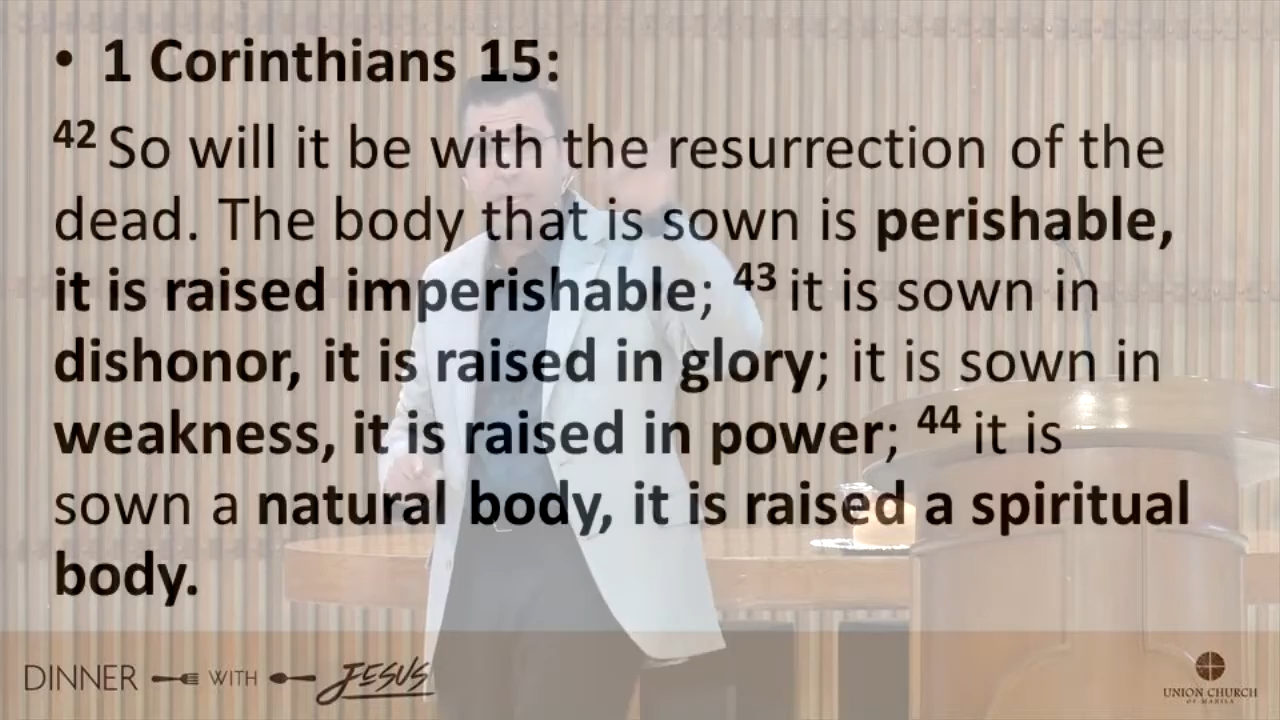 • 1 Corinthians 15:
42 So will it be with the resurrection of the
dead. The body that is sown is perishable,
it is raised imperishable; 43 it is sown in
dishonor, it is raised in glory; it is sown in
weakness, it is raised in power; 44 it is
sown a natural body, it is raised a spiritual
body.
DINNER WITH JESUS
UNION CHURCH
OF MANILA